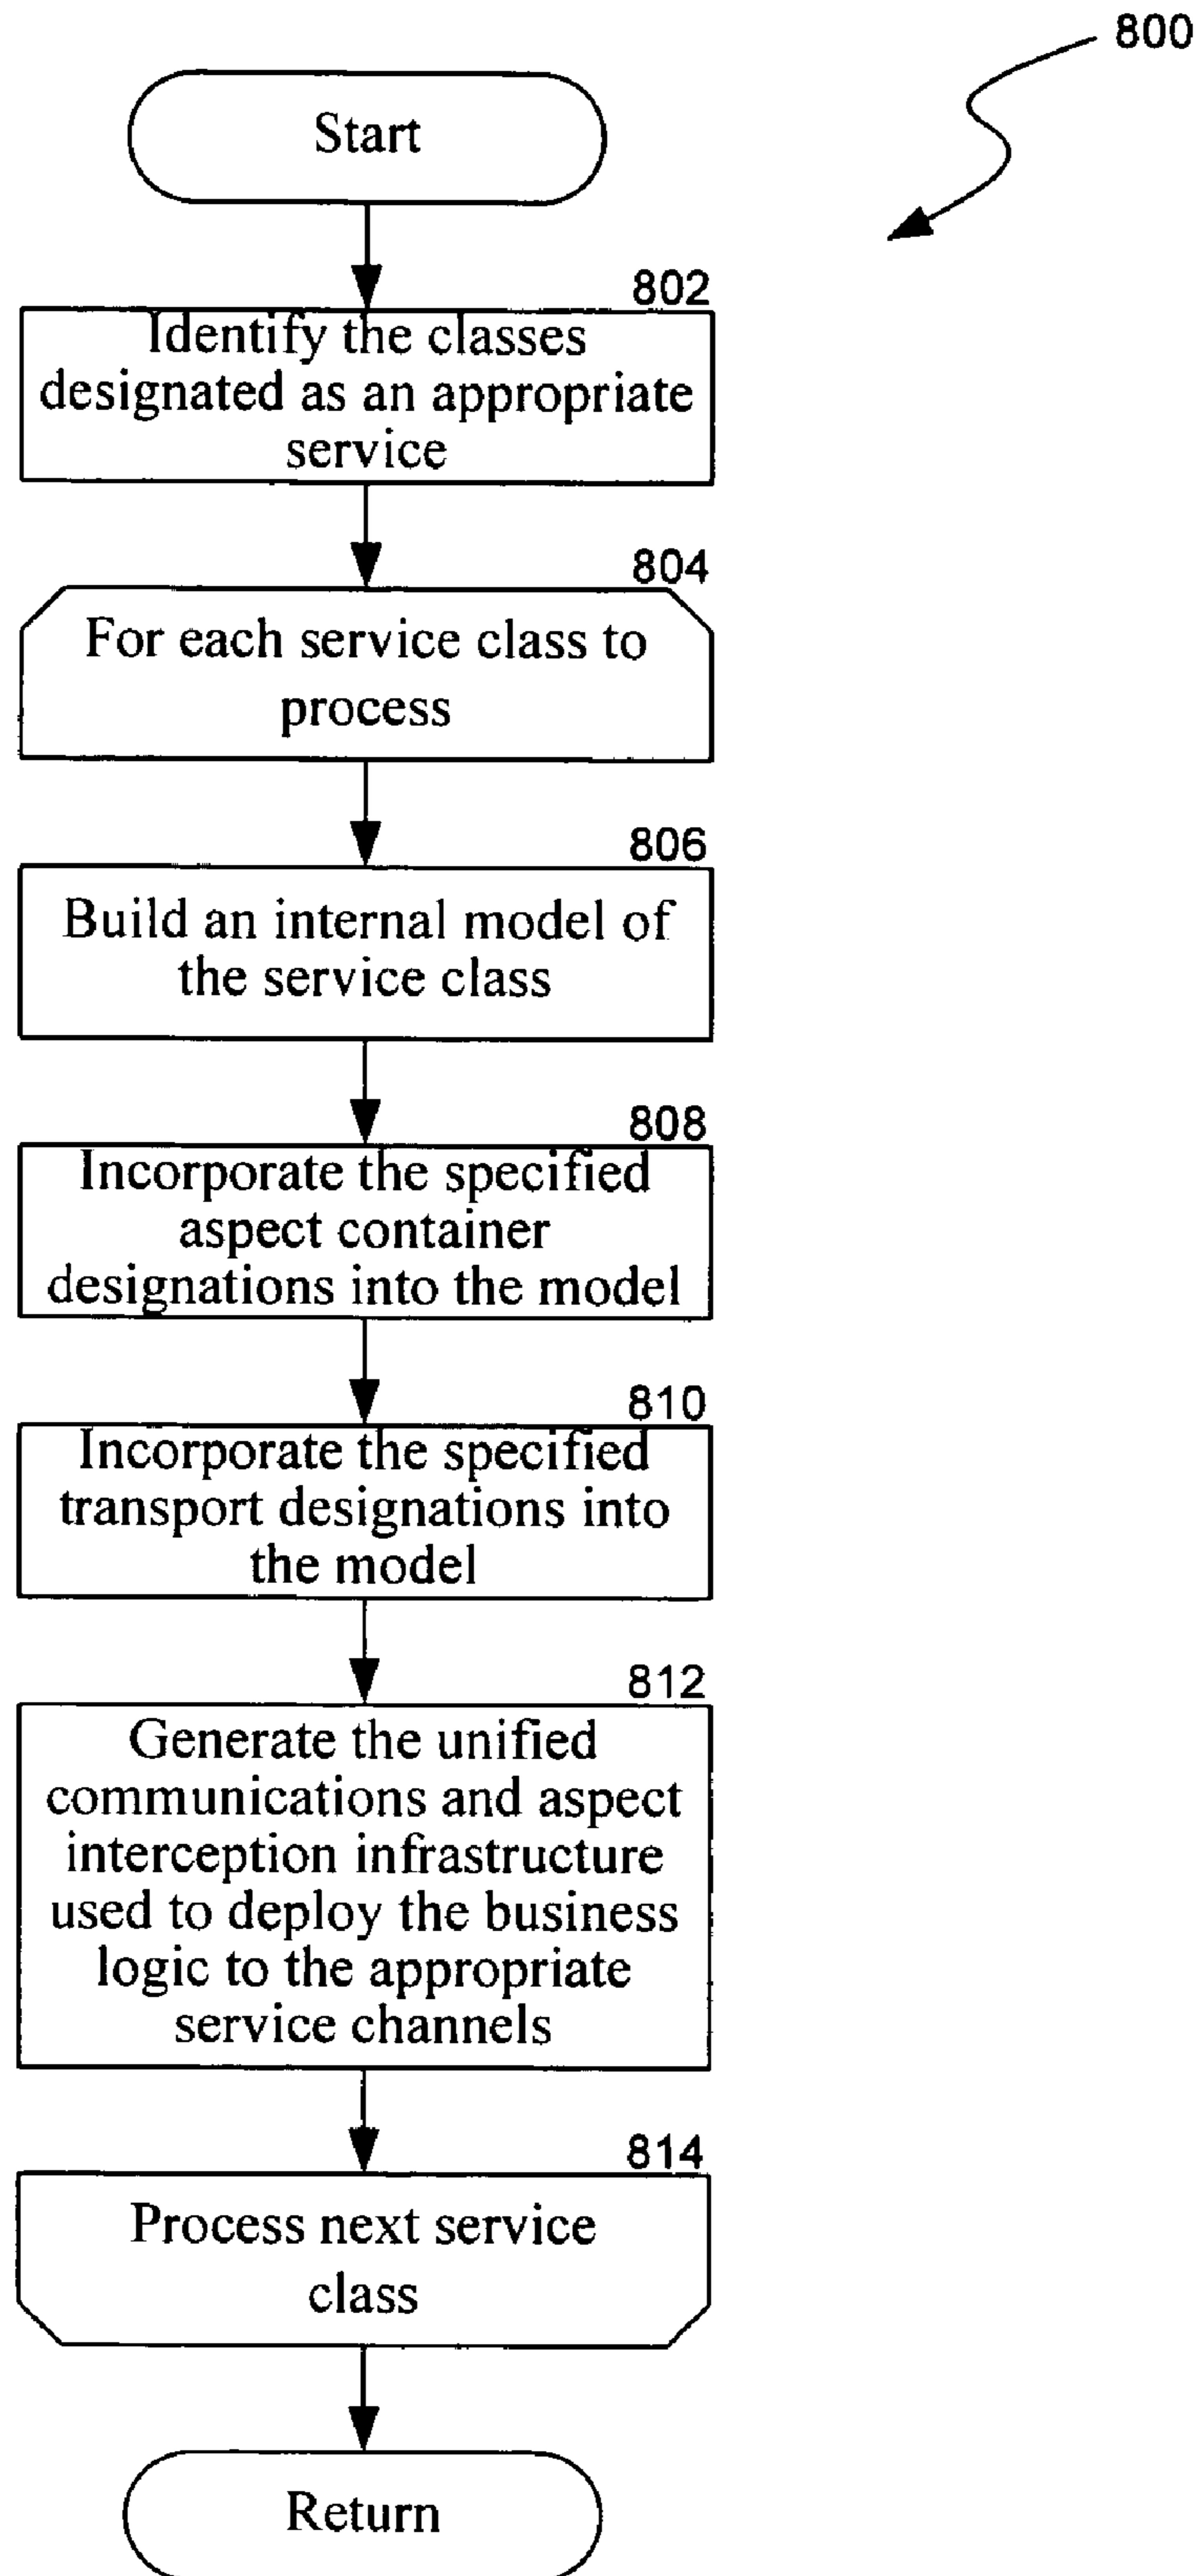 800
Start
802
Identify the classes
designated as an appropriate
service
804
For each service class to
process
806
Build an internal model of
the service class
808
Incorporate the specified
aspect container
designations into the model
810
Incorporate the specified
transport designations into
the model
812
Generate the unified
communications and aspect
interception infrastructure
used to deploy the business
logic to the appropriate
service channels
814
Process next service
class
Return